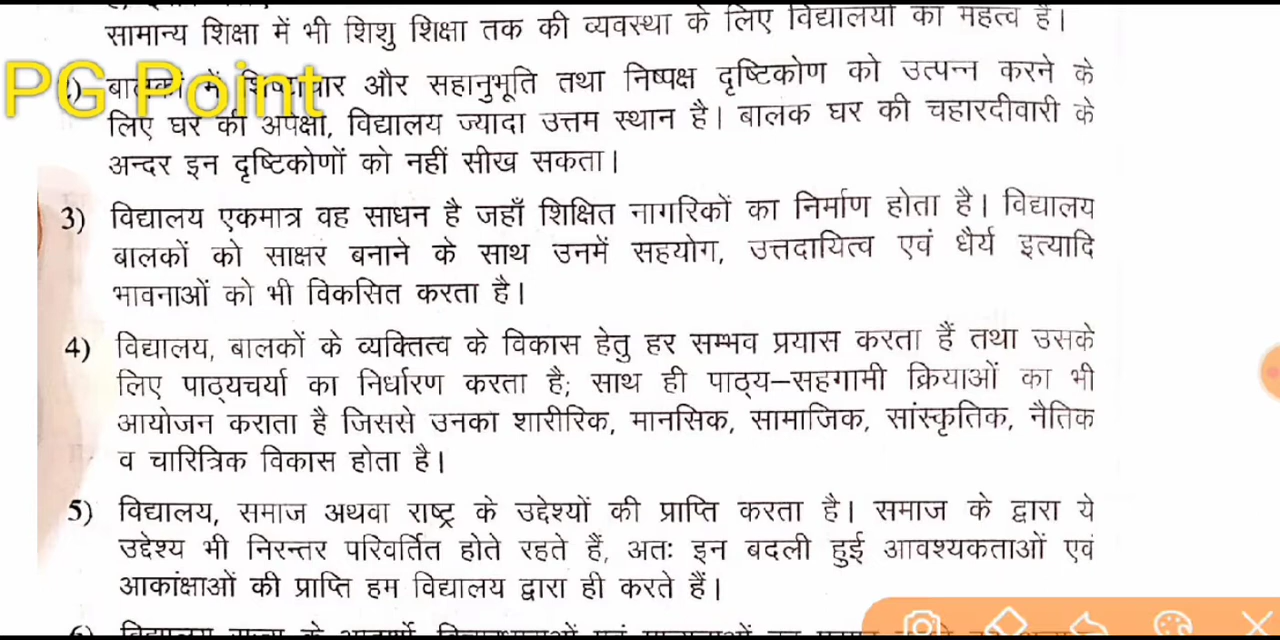 सामान्य शिक्षा में भी शिशु शिक्षा तक की व्यवस्था के लिए विद्यालयों का महत्व है।
PG Point
में शिष्टाचार और सहानुभूति तथा निष्पक्ष दृष्टिकोण को उत्पन्न करने के
लिए घर की अपेक्षा, विद्यालय ज्यादा उत्तम स्थान है। बालक घर की चहारदीवारी के
अन्दर इन दृष्टिकोणों को नहीं सीख सकता।
3) विद्यालय एकमात्र वह साधन है जहाँ शिक्षित नागरिकों का निर्माण होता है। विद्यालय
बालकों को साक्षर बनाने के साथ उनमें सहयोग, उत्तदायित्व एवं धैर्य इत्यादि
भावनाओं को भी विकसित करता है।
4) विद्यालय, बालकों के व्यक्तित्व के विकास हेतु हर सम्भव प्रयास करता हैं तथा उसके
लिए पाठ्यचर्या का निर्धारण करता है; साथ ही पाठ्य–सहगामी क्रियाओं का भी
आयोजन कराता है जिससे उनका शारीरिक, मानसिक, सामाजिक, सांस्कृतिक, नैतिक
व चारित्रिक विकास होता है।
5) विद्यालय, समाज अथवा राष्ट्र के उद्देश्यों की प्राप्ति करता है। समाज के द्वारा ये
उद्देश्य भी निरन्तर परिवर्तित होते रहते हैं, अतः इन बदली हुई आवश्यकताओं एवं
आकांक्षाओं की प्राप्ति हम विद्यालय द्वारा ही करते हैं।